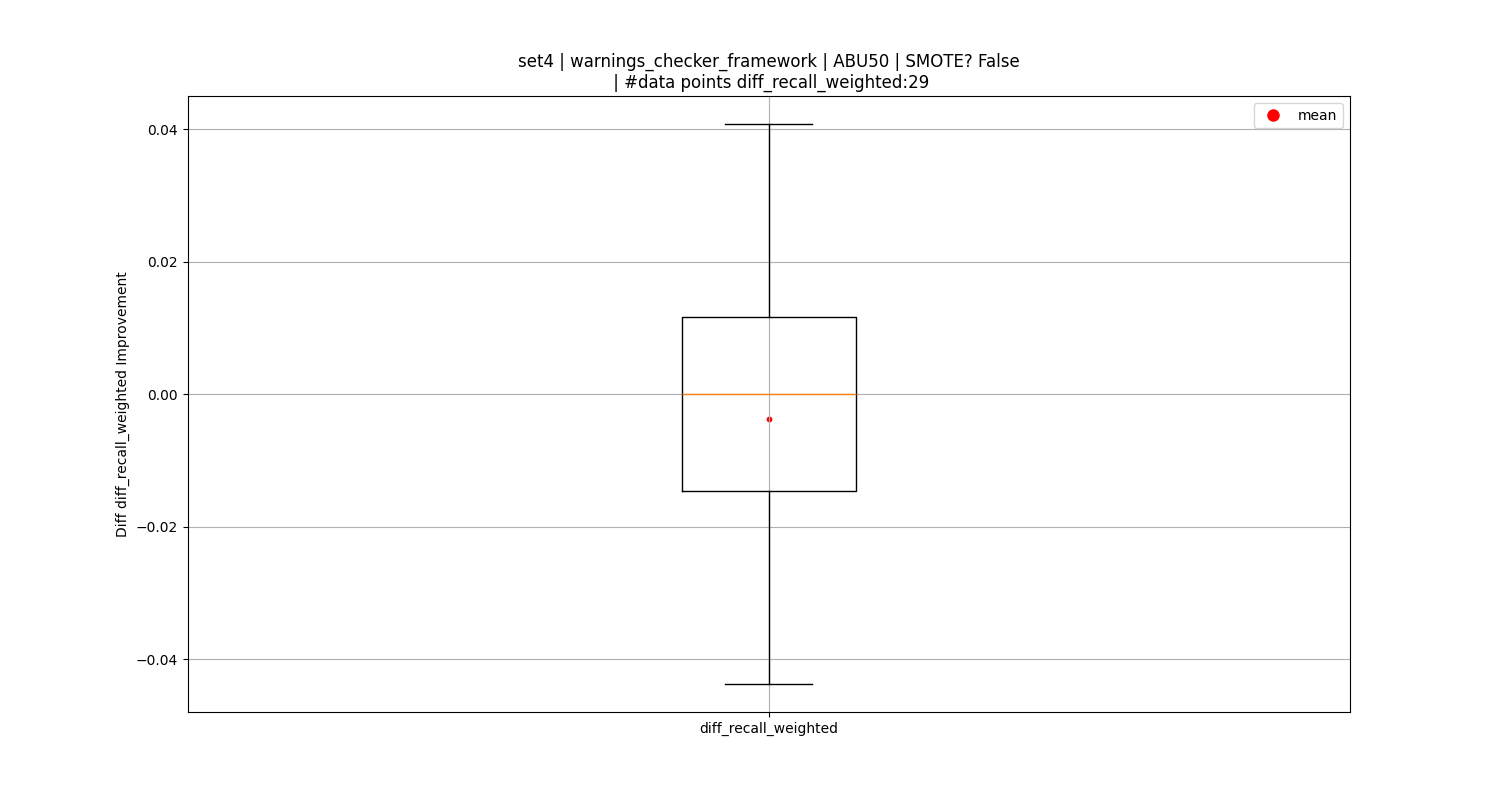 set4 | warnings_checker_framework | ABU50 | SMOTE? False
| #data points diff_recall_weighted:29
mean
0.04
0.02
0.00
−0.02
−0.04
Diff diff_recall_weighted Improvement
diff_recall_weighted